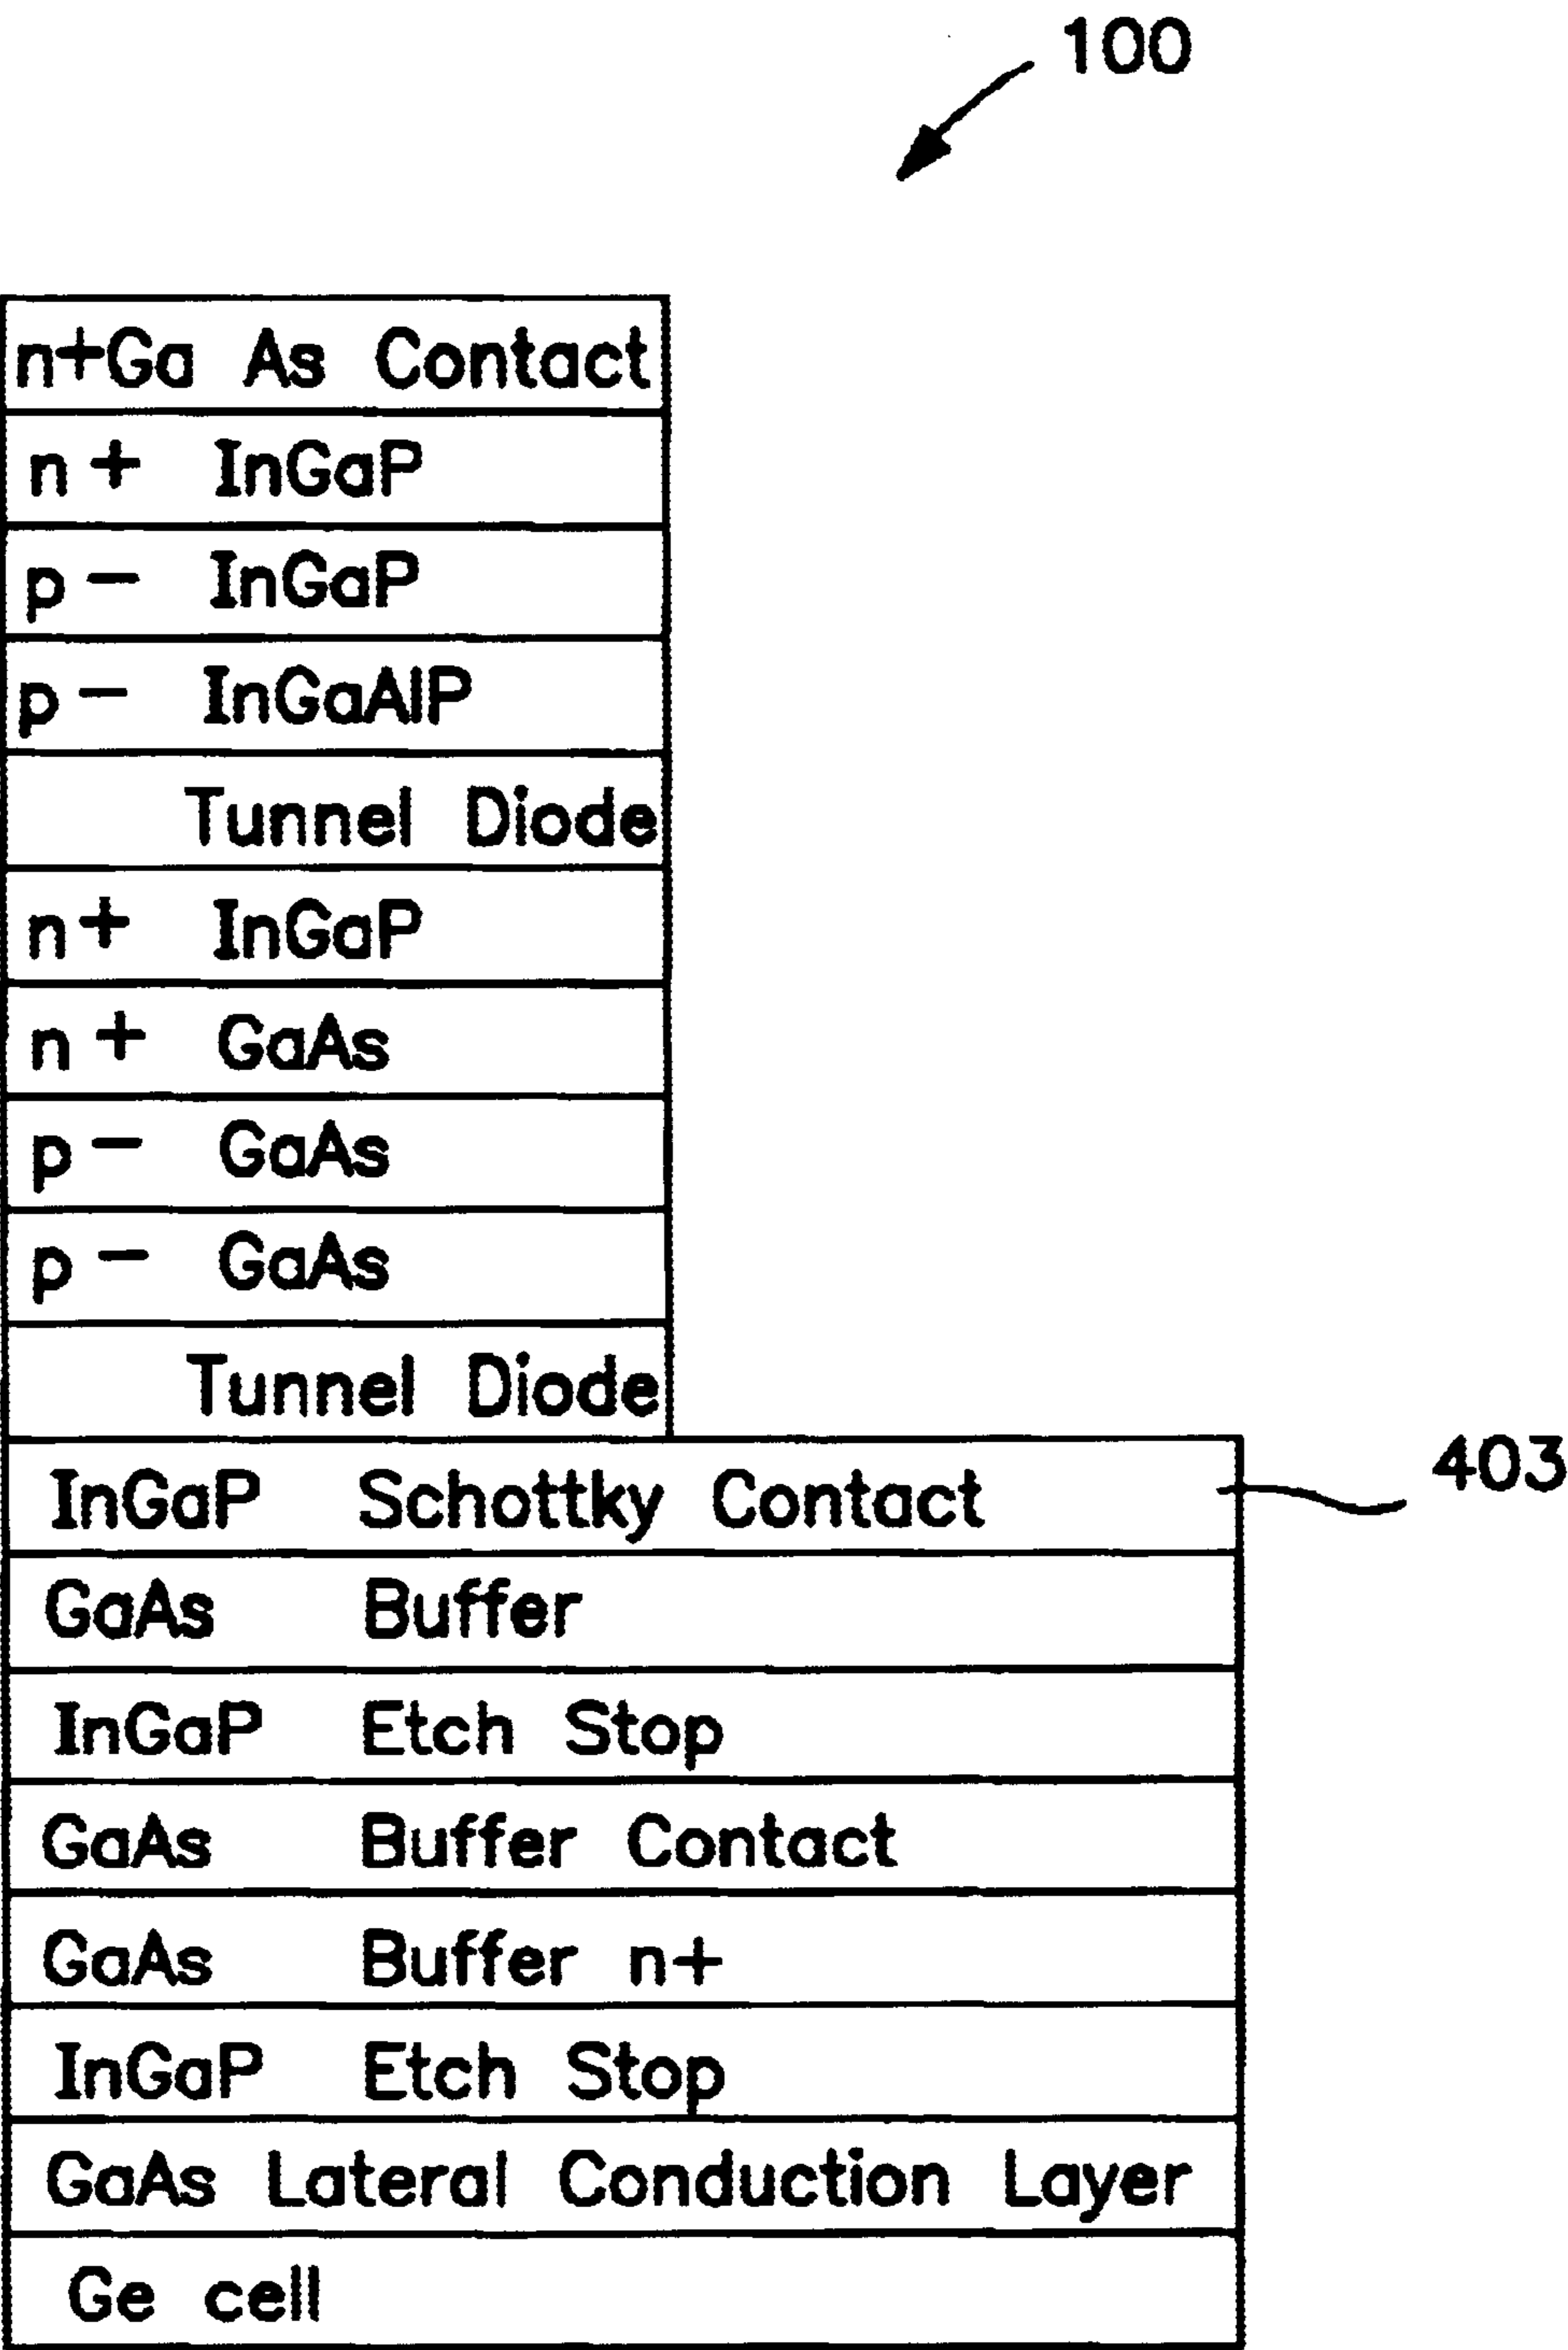 100
n+Ga As Contact
n+ InGaP
p- InGaP
p- InGaAlP
Tunnel Diode
n+ InGaP
n+ GaAs
p- GaAs
p- GaAs
Tunnel Diode
InGaP Schottky Contact
403
GaAs Buffer
InGaP Etch Stop
GaAs Buffer Contact
GaAs Buffer n+
InGaP Etch Stop
GaAs Lateral Conduction Layer
Ge cell